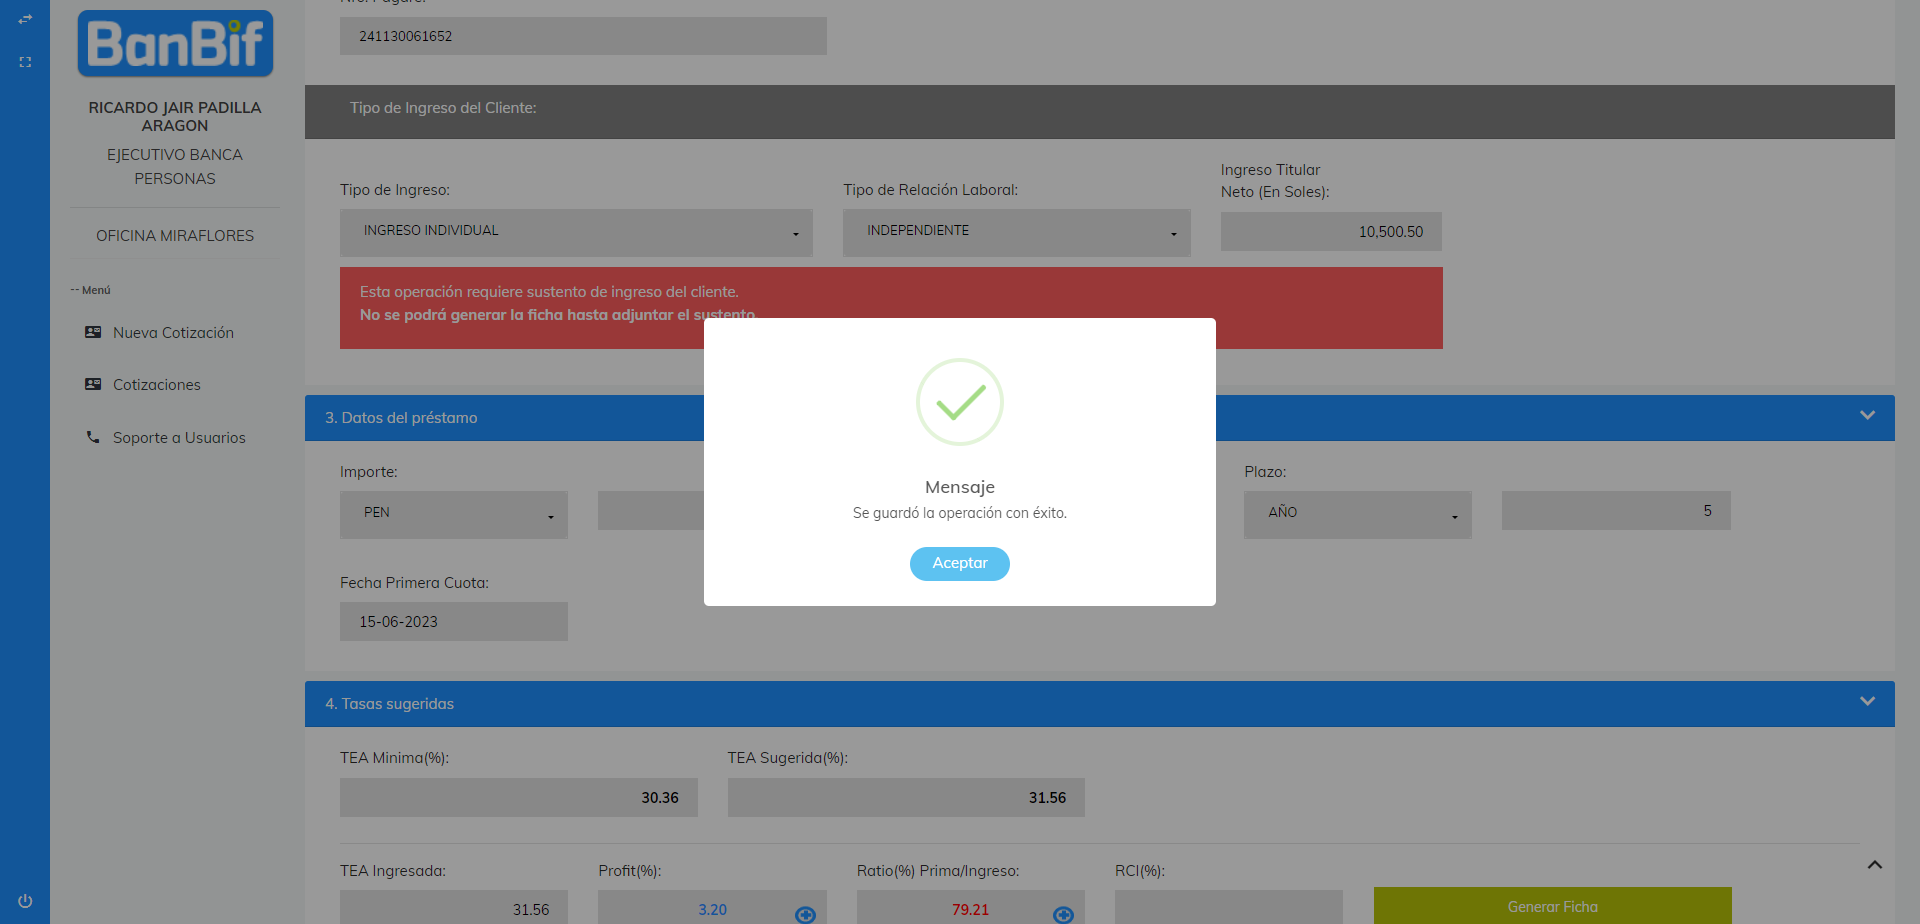 BanBif
RICARDO JAIR PADILLA
ARAGON
EJECUTIVO BANCA
PERSONAS
OFICINA MIRAFLORES
-- Menú
Nueva Cotización
Cotizaciones
Soporte a Usuarios
241130061652
Tipo de Ingreso del Cliente:
Tipo de Ingreso:
INGRESO INDIVIDUAL
Tipo de Relación Laboral:
INDEPENDIENTE
Ingreso Titular
Neto (En Soles):
10,500.50
Esta operación requiere sustento de ingreso del cliente.
No se podrá generar la ficha hasta adjuntar el sustento.
Mensaje
Se guardó la operación con éxito.
Aceptar
3. Datos del préstamo
Importe:
PEN
Plazo:
AÑO
5
Fecha Primera Cuota:
15-06-2023
4. Tasas sugeridas
TEA Minima(%):
30.36
TEA Sugerida(%):
31.56
TEA Ingresada:
31.56
Profit(%):
3.20
Ratio(%) Prima/Ingreso:
79.21
RCI(%):
Generar Ficha